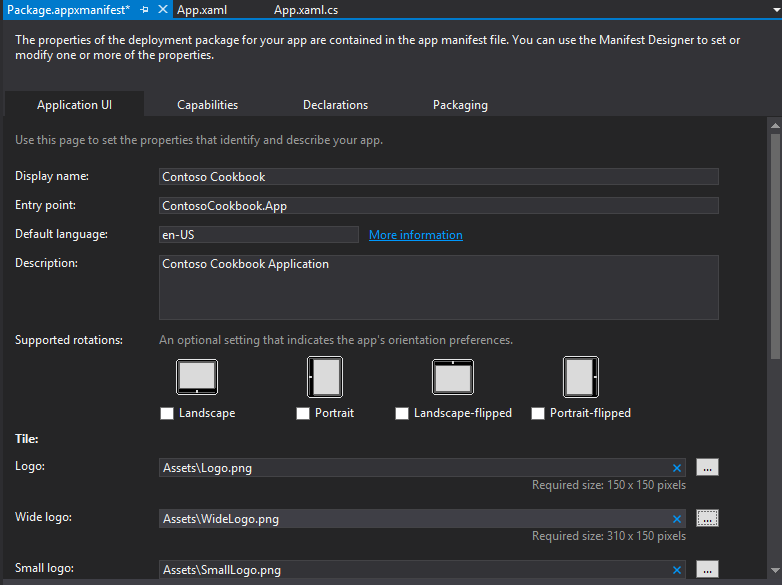 Package.appxmanifest* App.xaml App.xaml.cs
The properties of the deployment package for your app are contained in the app manifest file. You can use the Manifest Designer to set or
modify one or more of the properties.
Application UI Capabilities Declarations Packaging
Use this page to set the properties that identify and describe your app.
Display name: Contoso Cookbook
Entry point: ContosoCookbook.App
Default language: en-US More information
Description: Contoso Cookbook Application
Supported rotations: An optional setting that indicates the app's orientation preferences.
Landscape Portrait Landscape-flipped Portrait-flipped
Tile:
Logo: Assets\Logo.png ...
Required size: 150 x 150 pixels
Wide logo: Assets\WideLogo.png ...
Required size: 310 x 150 pixels
Small logo: Assets\SmallLogo.png ...